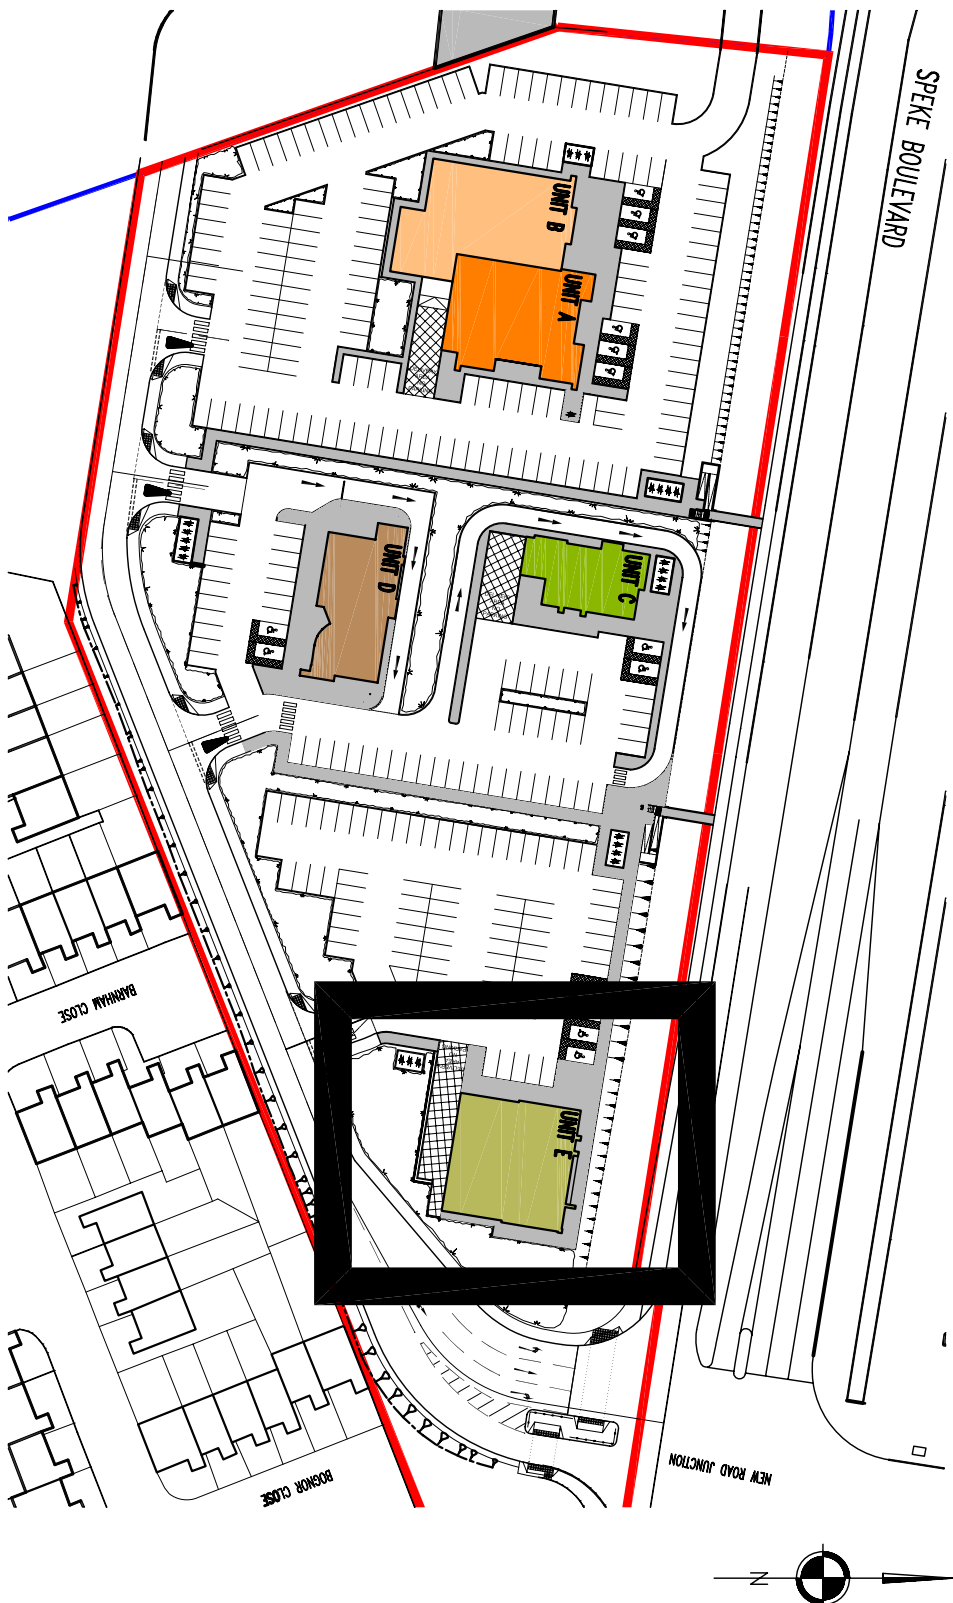 SPEKE BOULEVARD
UNIT B
UNIT A
UNIT D
UNIT C
BARNHAM CLOSE
UNIT E
BOGNOR CLOSE
NEW ROAD JUNCTION
N